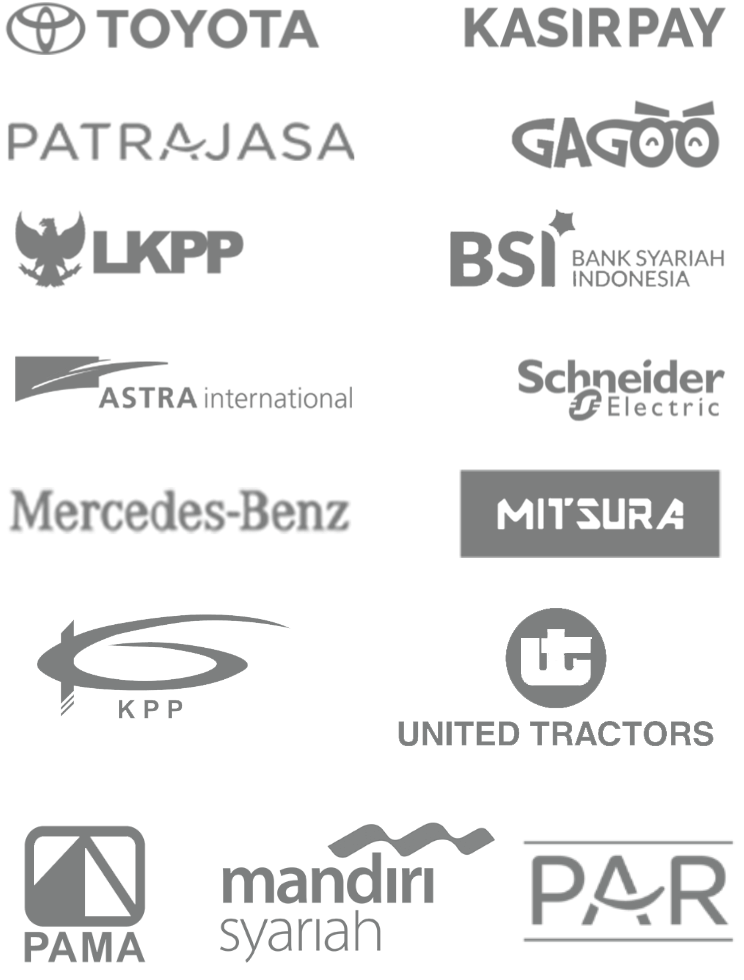 TOYOTA
KASIRPAY
PATRAJASA
GAGOO
LKPP
BSI BANK SYARIAH
INDONESIA
ASTRA international
Schneider
Electric
Mercedes-Benz
MITSURA
KPP
ut
UNITED TRACTORS
PAMA
mandiri
syariah
PAR